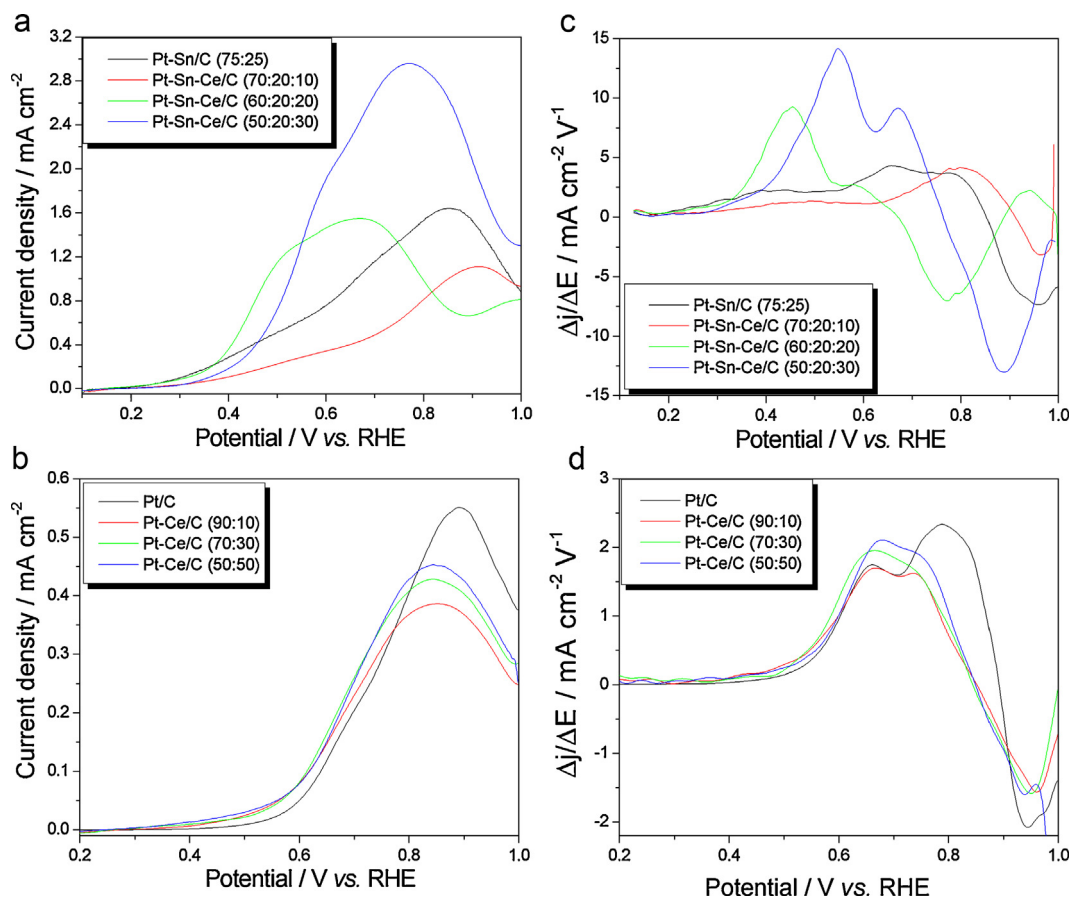 a
Current density / mA cm⁻²
3.2
2.8
2.4
2.0
1.6
1.2
0.8
0.4
0.0
Pt-Sn/C (75:25)
Pt-Sn-Ce/C (70:20:10)
Pt-Sn-Ce/C (60:20:20)
Pt-Sn-Ce/C (50:20:30)
0.2 0.4 0.6 0.8 1.0
Potential / V vs. RHE
c
Δj/ΔE / mA cm⁻² V⁻¹
15
10
5
0
-5
-10
-15
Pt-Sn/C (75:25)
Pt-Sn-Ce/C (70:20:10)
Pt-Sn-Ce/C (60:20:20)
Pt-Sn-Ce/C (50:20:30)
0.2 0.4 0.6 0.8 1.0
Potential / V vs. RHE
b
Current density / mA cm⁻²
0.6
0.5
0.4
0.3
0.2
0.1
0.0
Pt/C
Pt-Ce/C (90:10)
Pt-Ce/C (70:30)
Pt-Ce/C (50:50)
0.2 0.4 0.6 0.8 1.0
Potential / V vs. RHE
d
Δj/ΔE / mA cm⁻² V⁻¹
3
2
1
0
-1
-2
Pt/C
Pt-Ce/C (90:10)
Pt-Ce/C (70:30)
Pt-Ce/C (50:50)
0.2 0.4 0.6 0.8 1.0
Potential / V vs. RHE